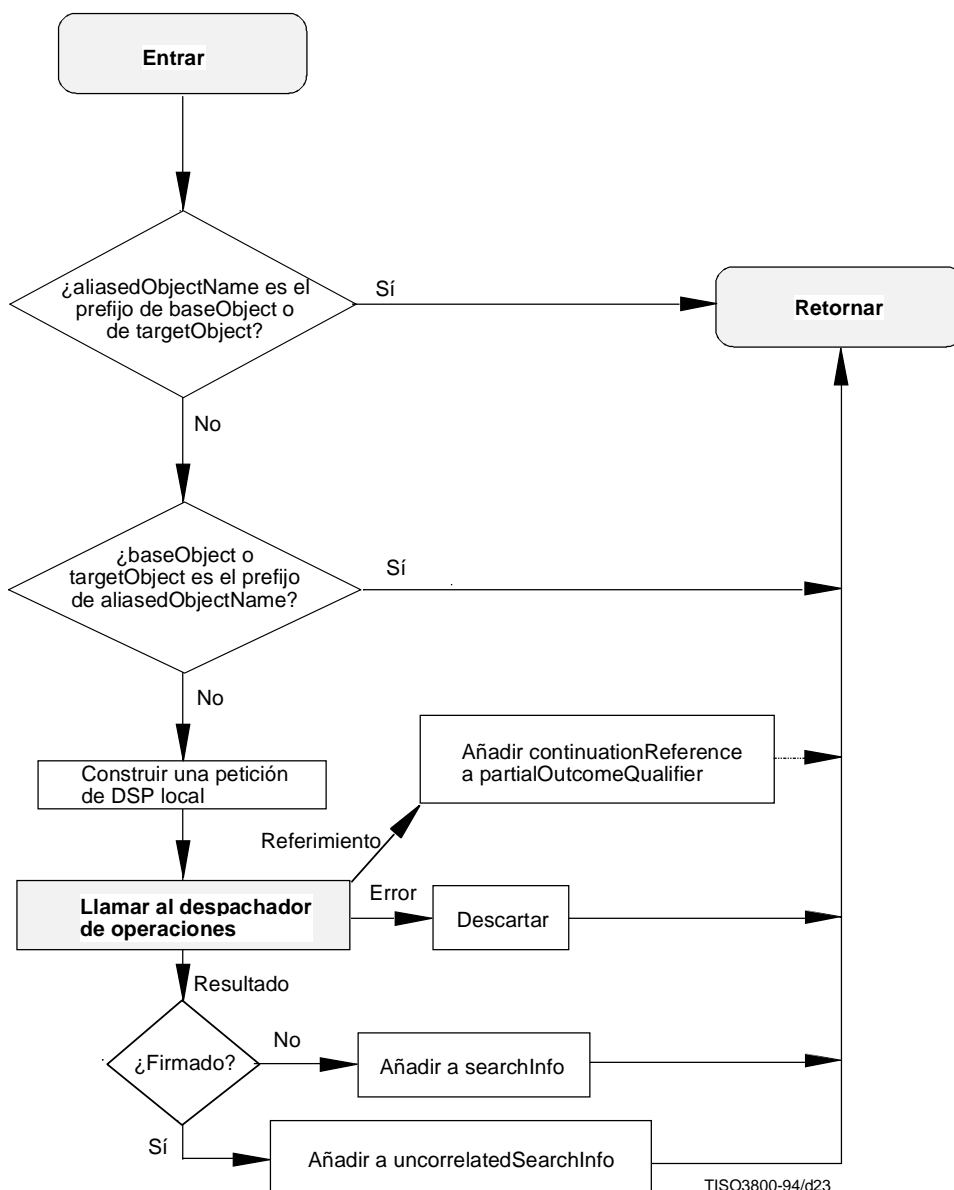 Entrar
¿aliasedObjectName es el
prefijo de baseObject o
de targetObject?
Sí
Retornar
No
¿baseObject o
targetObject es el prefijo
de aliasedObjectName?
Sí
No
Añadir continuationReference
a partialOutcomeQualifier
Construir una petición
de DSP local
Referimiento
Llamar al despachador
de operaciones
Error
Descartar
Resultado
¿Firmado?
No
Añadir a searchInfo
Sí
Añadir a uncorrelatedSearchInfo
TISO3800-94/d23